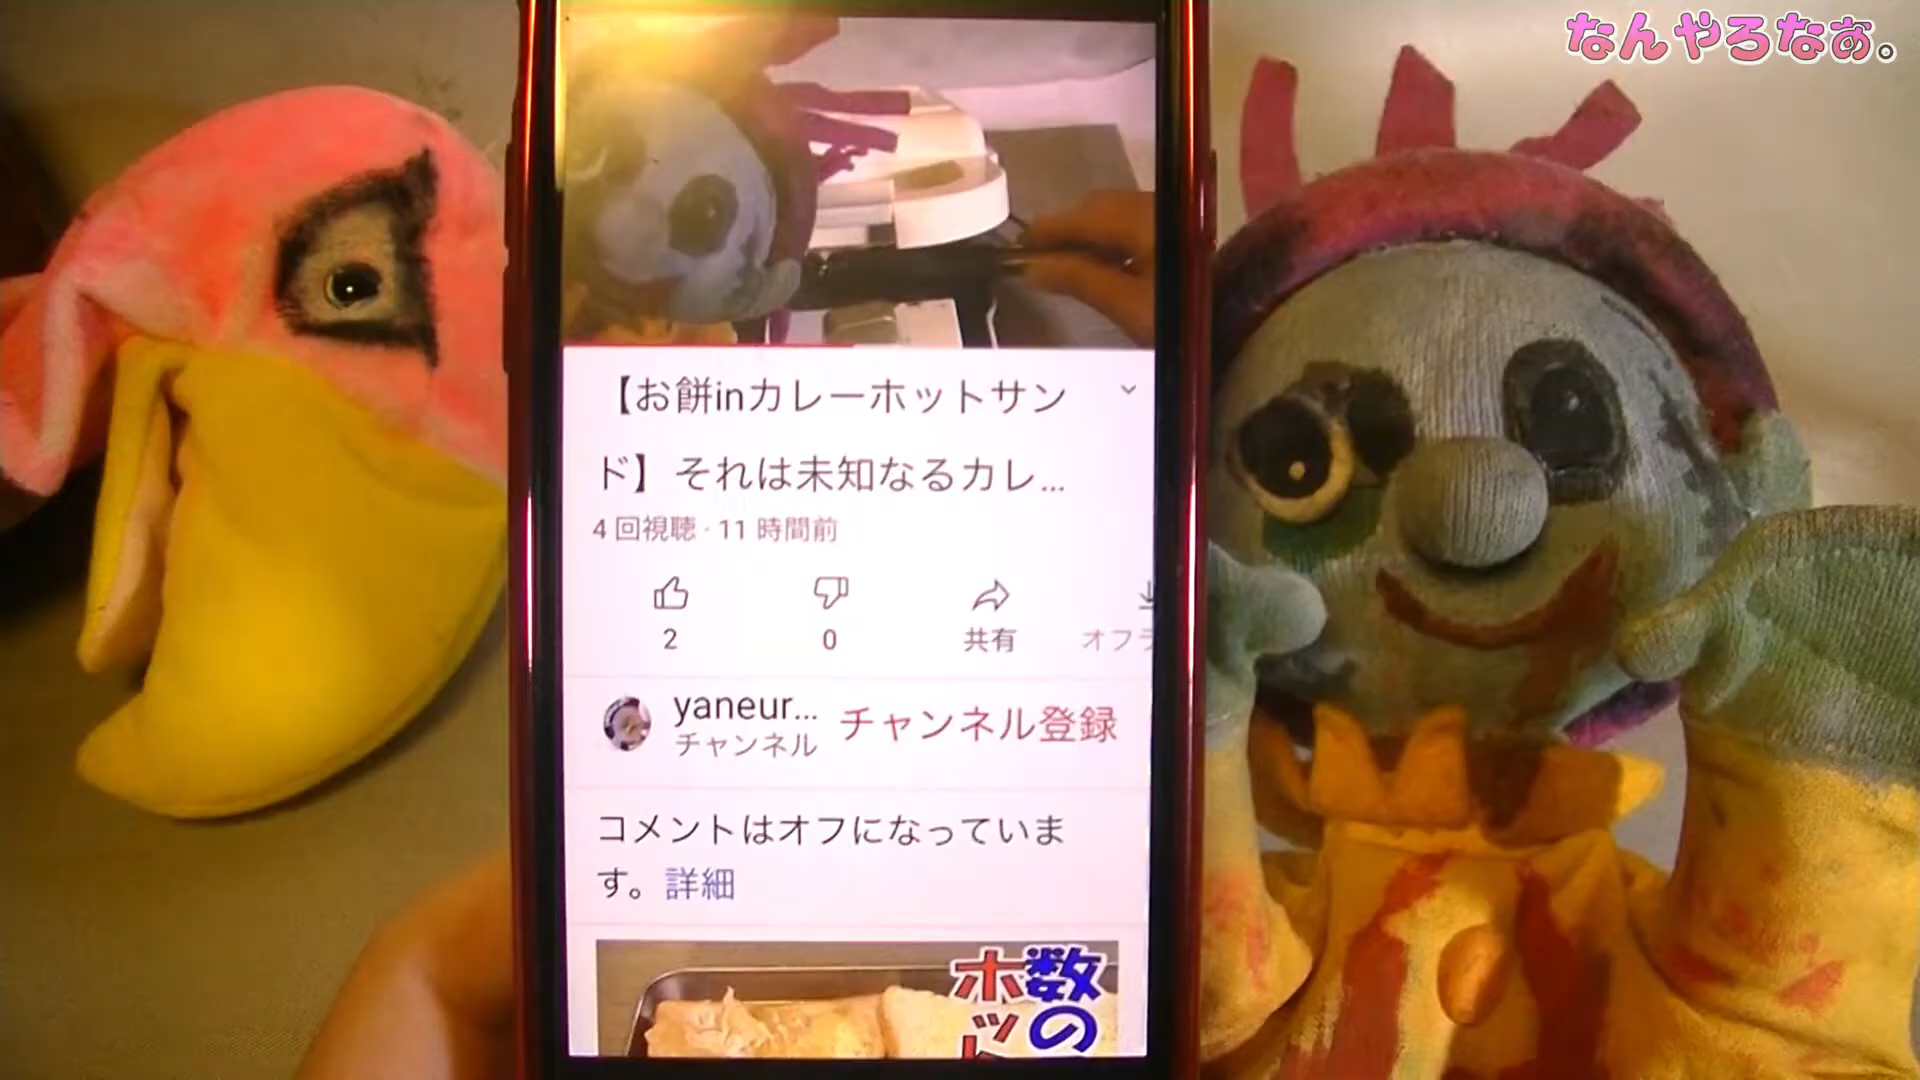 なんやろなぁ。
【お餅inカレーホットサン
ド】それは未知なるカレ...
4 回視聴・11 時間前
2
0
共有
オフラ
yaneur...
チャンネル
チャンネル登録
コメントはオフになっていま
す。詳細
数の
ホット